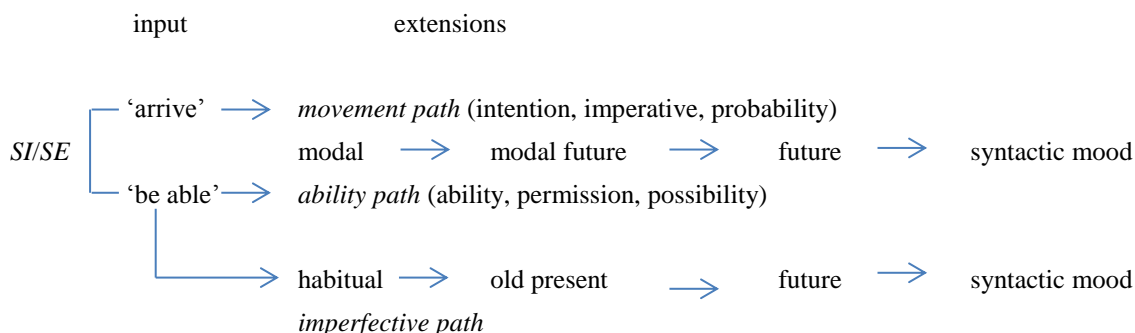 input extensions
‘arrive’ movement path (intention, imperative, probability)
SI/SE modal modal future future syntactic mood
‘be able’ ability path (ability, permission, possibility)
habitual old present future syntactic mood
imperfective path